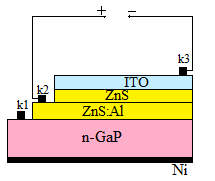 + −
k3
ITO
k2
ZnS
k1
ZnS:Al
n-GaP
Ni